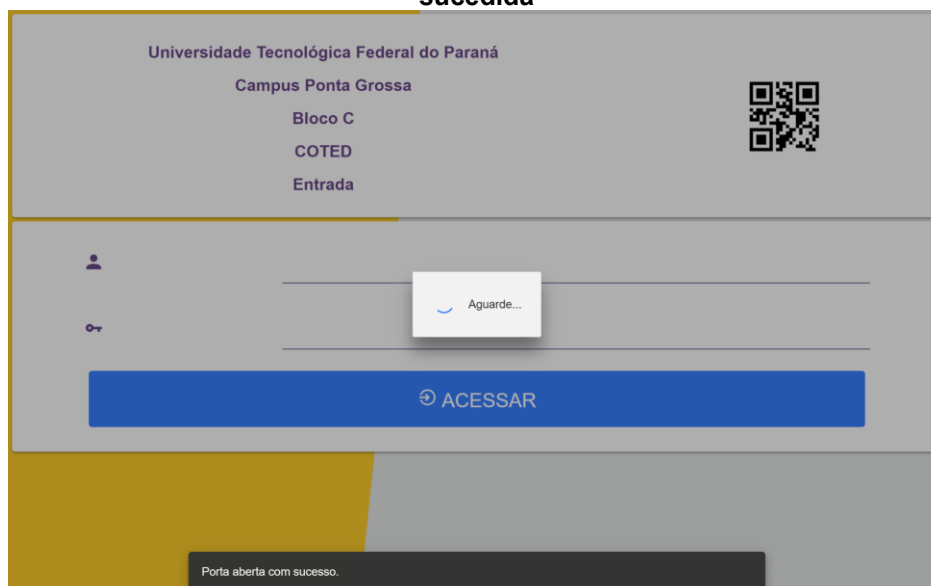 sucedida
Universidade Tecnológica Federal do Paraná
Campus Ponta Grossa
Bloco C
COTED
Entrada
Aguarde...
ACESSAR
Porta aberta com sucesso.